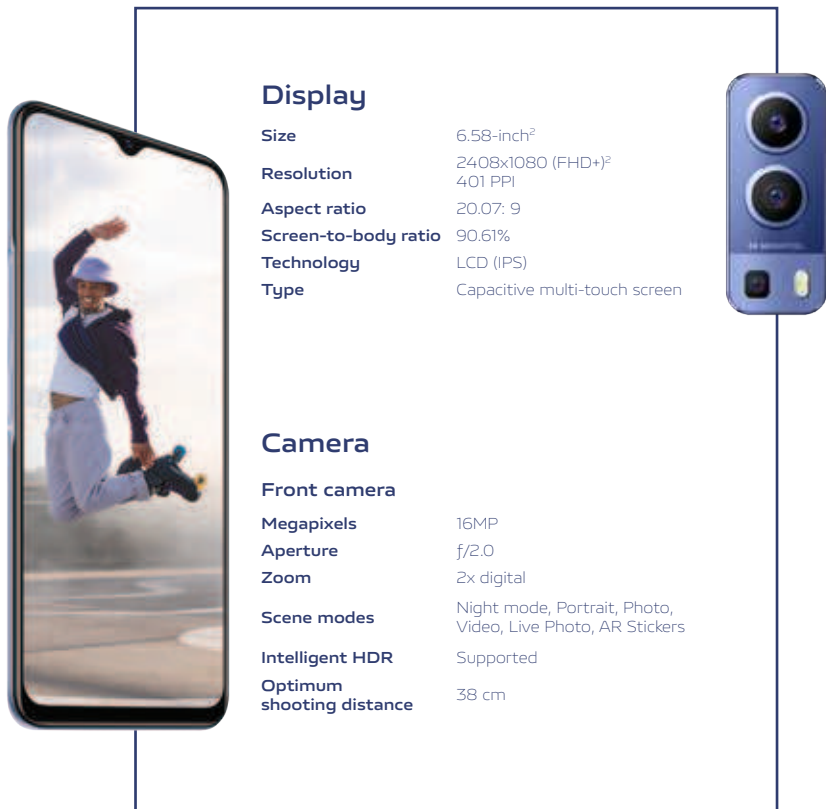 Display
Size 6.58-inch²
Resolution 2408x1080 (FHD+)²
401 PPI
Aspect ratio 20.07: 9
Screen-to-body ratio 90.61%
Technology LCD (IPS)
Type Capacitive multi-touch screen
Camera
Front camera
Megapixels 16MP
Aperture ƒ/2.0
Zoom 2x digital
Scene modes Night mode, Portrait, Photo,
Video, Live Photo, AR Stickers
Intelligent HDR Supported
Optimum
shooting distance 38 cm